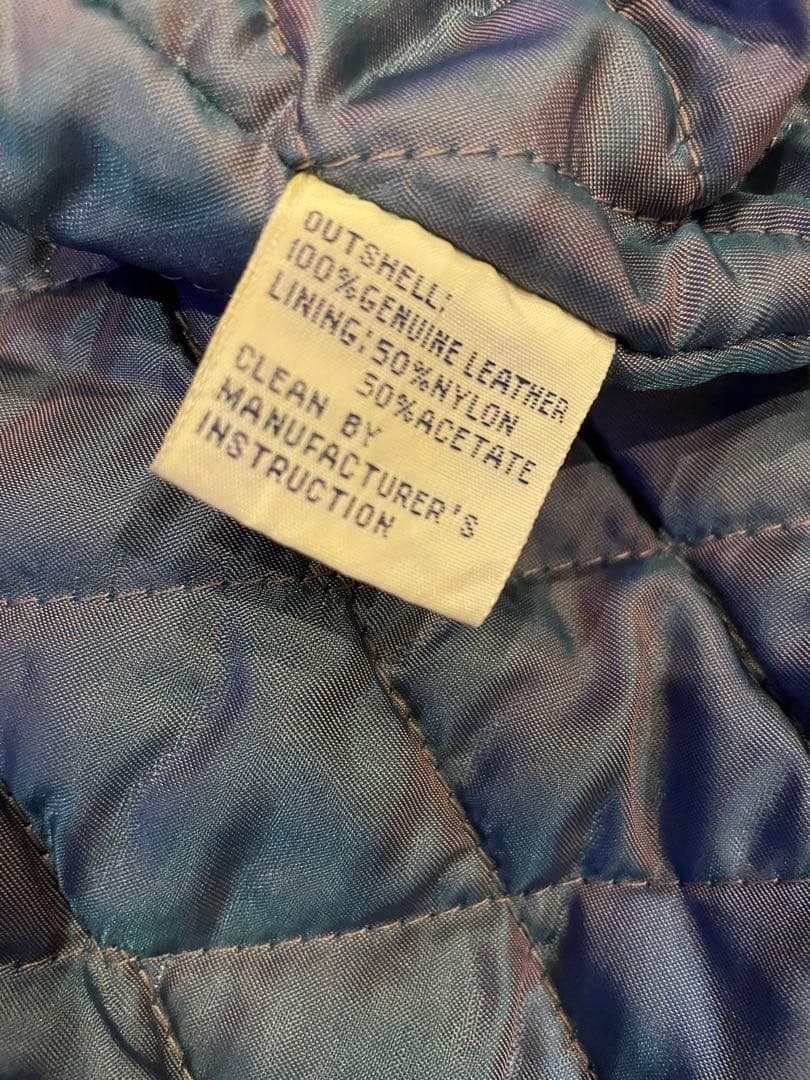 OUTSHELL:
100%GENUINE LEATHER
LINING:50%NYLON
50%ACETATE
CLEAN BY
MANUFACTURER'S
INSTRUCTION